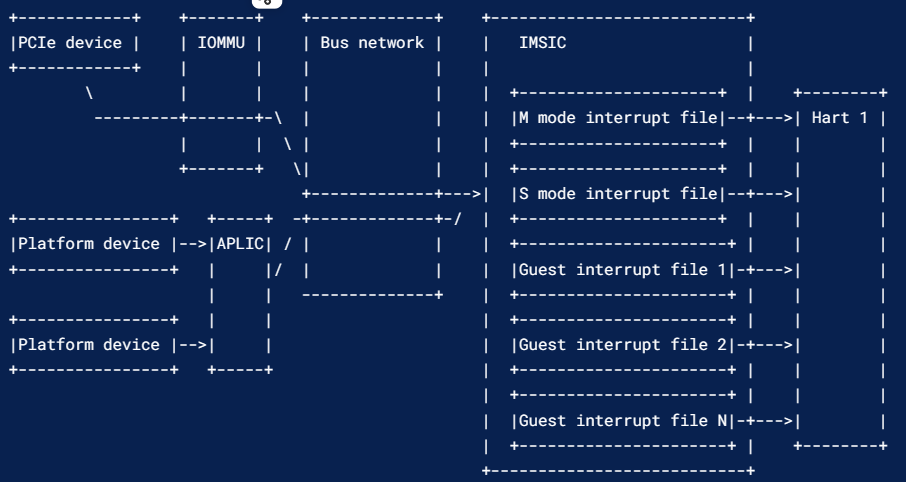 +------------+    +-------+    +-------------+    +---------------------------+
|PCIe device |    | IOMMU |    | Bus network |    |   IMSIC                   |
+------------+    |       |    |             |    |                           |
        \         |       |    |             |    |  +---------------------+  |    +--------+
         ---------+-------+-\  |             |    |  |M mode interrupt file|--+--->| Hart 1 |
                  |       |  \ |             |    |  +---------------------+  |    |        |
                  +-------+   \|             |    |  +---------------------+  |    |        |
                               +-------------+--->|  |S mode interrupt file|--+--->|        |
+----------------+   +-----+  -+-------------+-/  |  +---------------------+  |    |        |
|Platform device |-->|APLIC| / |             |    |  +----------------------+ |    |        |
+----------------+   |     |/  |             |    |  |Guest interrupt file 1|-+--->|        |
                     |     |   --------------+    |  +----------------------+ |    |        |
+----------------+   |     |                      |  +----------------------+ |    |        |
|Platform device |-->|     |                      |  |Guest interrupt file 2|-+--->|        |
+----------------+   +-----+                      |  +----------------------+ |    |        |
                                                  |  +----------------------+ |    |        |
                                                  |  |Guest interrupt file N|-+--->|        |
                                                  |  +----------------------+ |    +--------+
                                                  +---------------------------+